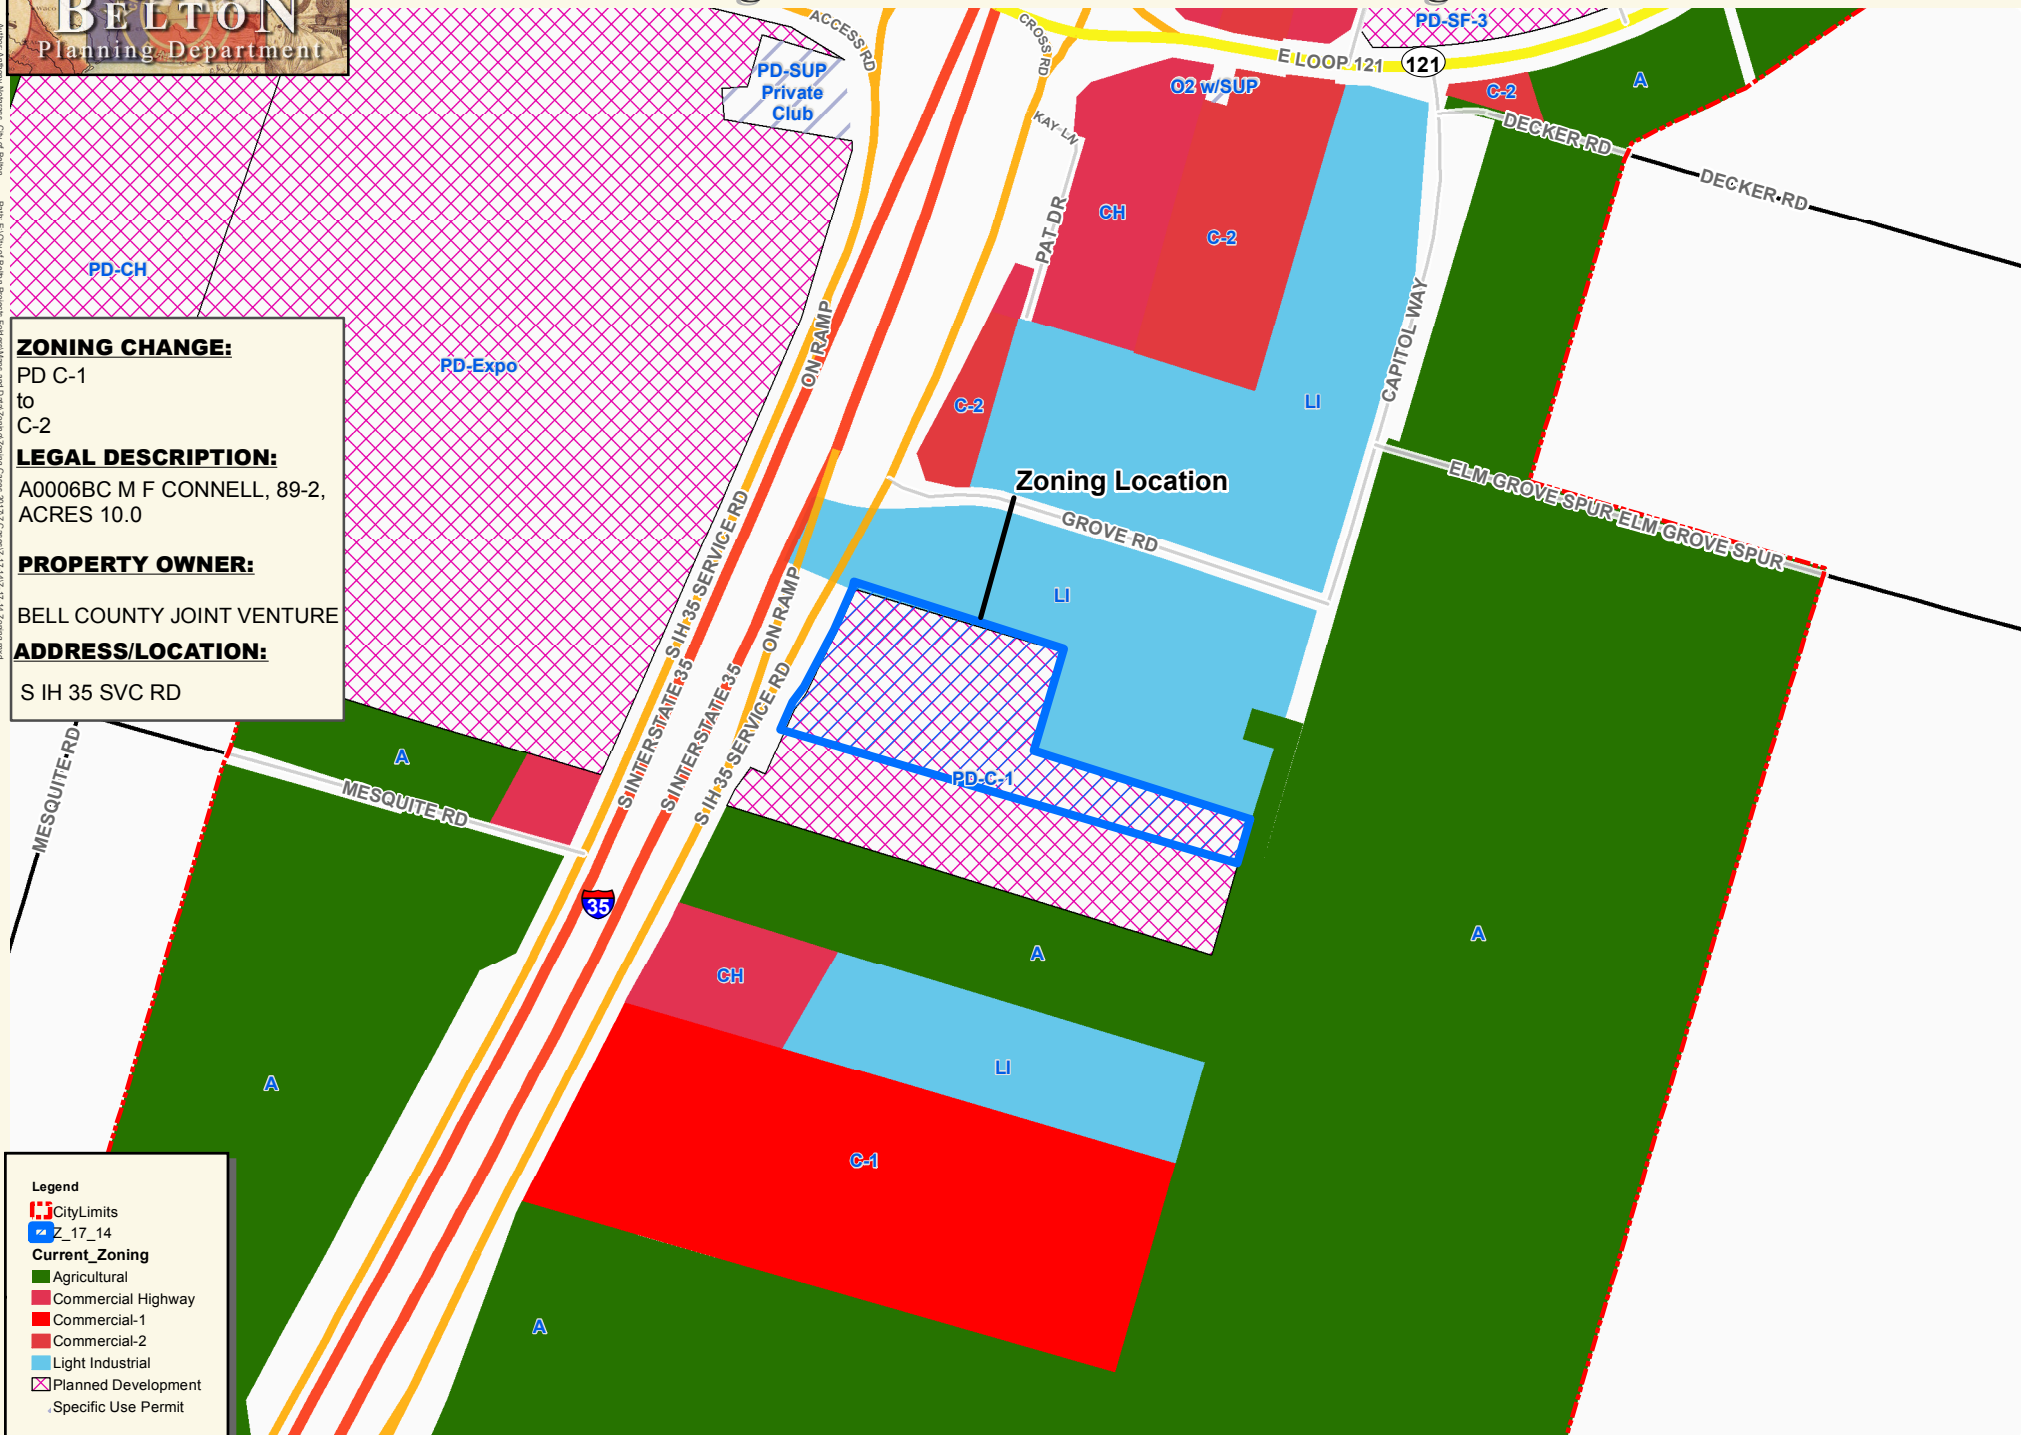 BELTON
Planning Department
ZONING CHANGE:
PD C-1
to
C-2
LEGAL DESCRIPTION:
A0006BC M F CONNELL, 89-2,
ACRES 10.0
PROPERTY OWNER:
BELL COUNTY JOINT VENTURE
ADDRESS/LOCATION:
S IH 35 SVC RD
PD-SUP
Private
Club
ACCESS RD
CROSS RD
PD-SF-3
E LOOP 121
121
O2 w/SUP
C-2
A
DECKER RD
DECKER RD
KAY LN
PAT DR
CH
C-2
PD-CH
PD-Expo
ON RAMP
C-2
LI
CAPITOL WAY
Zoning Location
GROVE RD
ELM GROVE SPUR
ELM GROVE SPUR
S IH 35 SERVICE RD
ON RAMP
LI
S INTERSTATE 35
S INTERSTATE 35
S IH 35 SERVICE RD
PD-C-1
A
MESQUITE RD
MESQUITE RD
35
A
A
CH
LI
C-1
A
A
Legend
CityLimits
Z_17_14
Current_Zoning
Agricultural
Commercial Highway
Commercial-1
Commercial-2
Light Industrial
Planned Development
Specific Use Permit